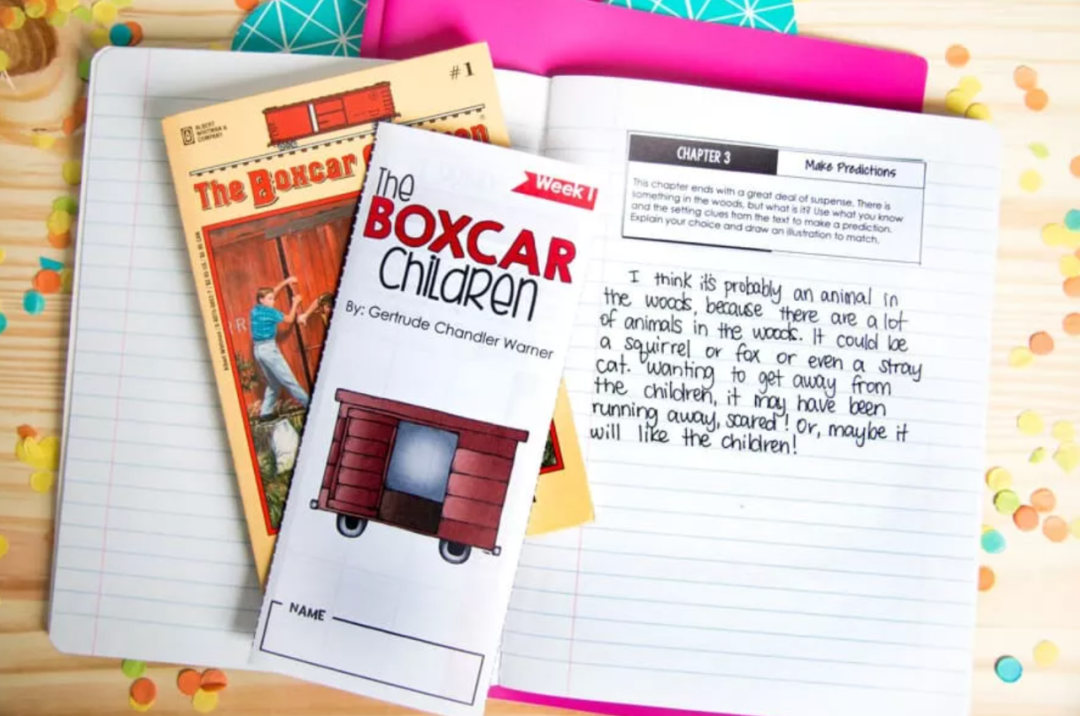 #1
ALBERT
WHITMAN &
COMPANY
The Boxcar
The
BOXCAR
Children
Week 1
By: Gertrude Chandler Warner
NAME
CHAPTER 3
Make Predictions
This chapter ends with a great deal of suspense. There is
something in the woods, but what is it? Use what you know
and the setting clues from the text to make a prediction.
Explain your choice and draw an illustration to match.
I think it's probably an animal in
the woods, because there are a lot
of animals in the woods. It could be
a squirrel or fox or even a stray
cat. Wanting to get away from
the children, it may have been
running away, scared! Or, maybe it
will like the children!